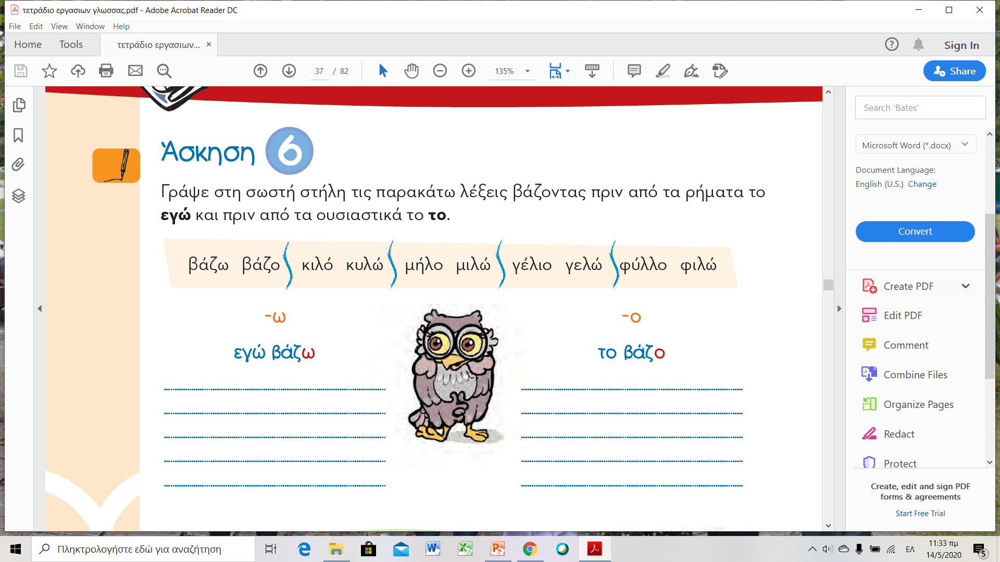 τετράδιο εργασιων γλωσσας.pdf - Adobe Acrobat Reader DC
File Edit View Window Help
Home Tools τετράδιο εργασιων... × Sign In
37 / 82 135% Share
Search 'Bates'
Άσκηση 6
Γράψε στη σωστή στήλη τις παρακάτω λέξεις βάζοντας πριν από τα ρήματα το
εγώ και πριν από τα ουσιαστικά το το.
βάζω βάζο κιλό κυλώ μήλο μιλώ γέλιο γελώ φύλλο φιλώ
-ω -ο
εγώ βάζω το βάζο
Microsoft Word (*.docx)
Document Language:
English (U.S.) Change
Convert
Create PDF
Edit PDF
Comment
Combine Files
Organize Pages
Redact
Protect
Create, edit and sign PDF
forms & agreements
Start Free Trial
Πληκτρολογήστε εδώ για αναζήτηση
ΕΛ
11:33 πμ
14/5/2020
5